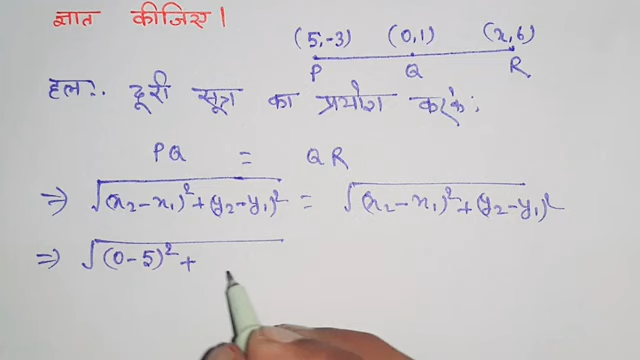 ज्ञात कीजिए।
(5,-3) (0,1) (x,6)
P Q R
हल:. दूरी सूत्र का प्रयोग करके:
PQ = QR
⇒ √(x₂-x₁)²+(y₂-y₁)² = √(x₂-x₁)²+(y₂-y₁)²
⇒ √(0-5)²+